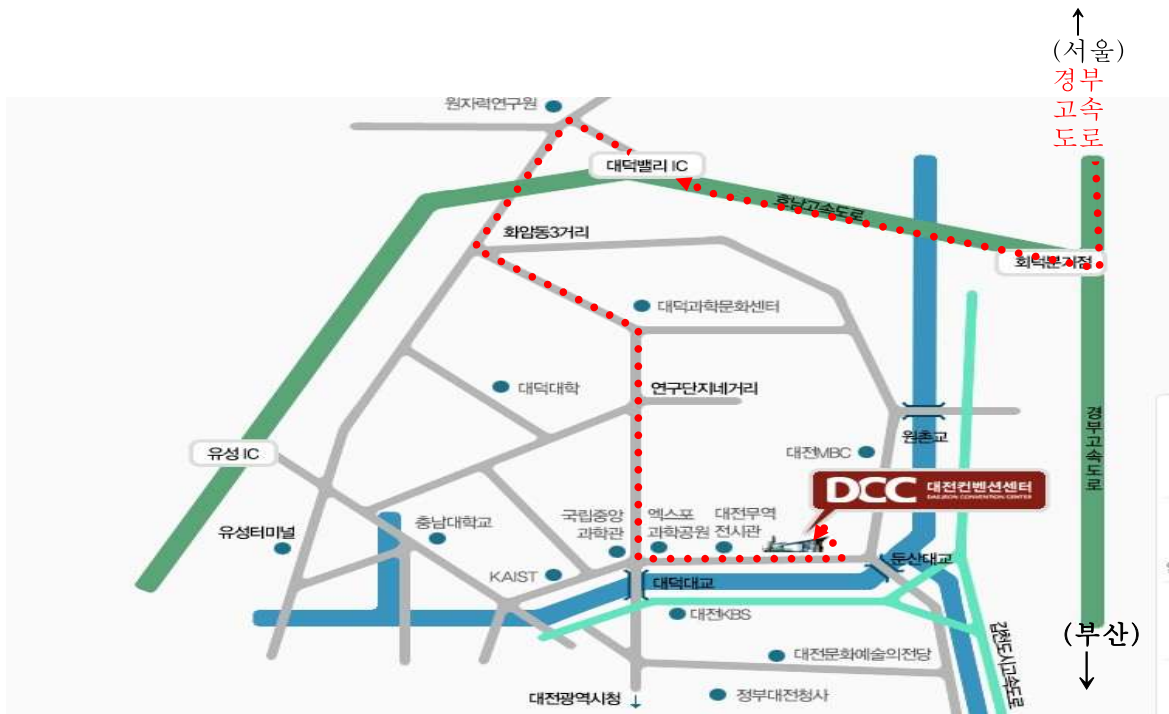 (서울)
경부
고속
도로
원자력연구원
대덕밸리 IC
호남고속도로
화암동3거리
회덕분기점
대덕과학문화센터
대덕대학
연구단지네거리
원촌교
경부고속도로
유성 IC
대전MBC
DCC 대전컨벤션센터
DAEJEON CONVENTION CENTER
유성터미널
충남대학교
국립중앙
과학관
엑스포
과학공원
대전무역
전시관
둔산대교
KAIST
대덕대교
대전KBS
(부산)
대전문화예술의전당
대전광역시청
정부대전청사